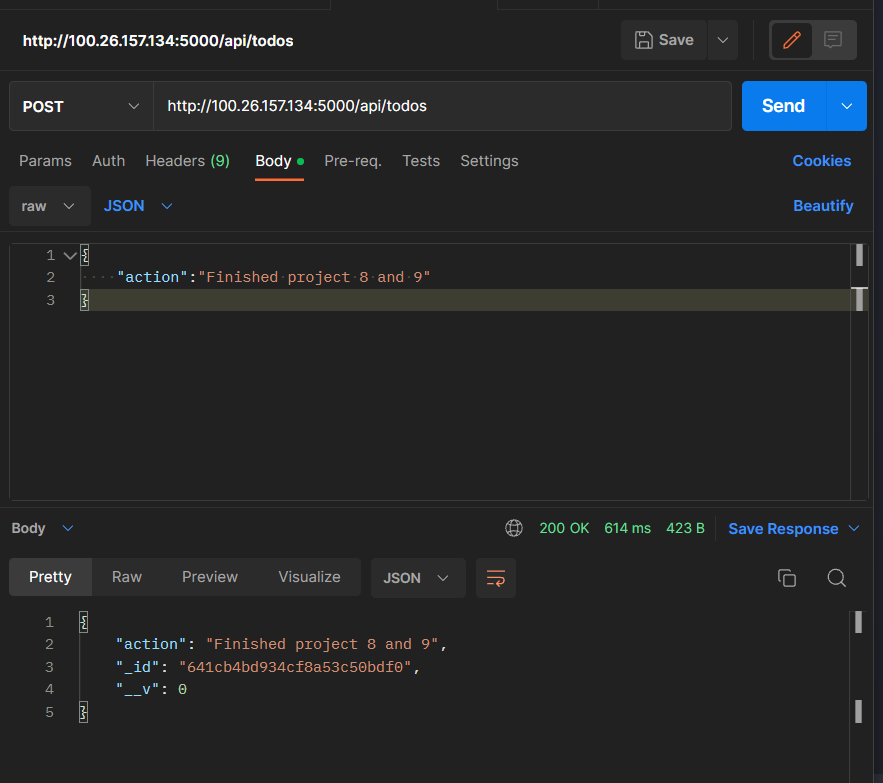 http://100.26.157.134:5000/api/todos
Save
POST
http://100.26.157.134:5000/api/todos
Send
Params Auth Headers (9) Body Pre-req. Tests Settings Cookies
raw JSON Beautify
1 {
2 ····"action":"Finished·project·8·and·9"
3 }
Body 200 OK 614 ms 423 B Save Response
Pretty Raw Preview Visualize JSON
1 {
2 "action": "Finished project 8 and 9",
3 "_id": "641cb4bd934cf8a53c50bdf0",
4 "__v": 0
5 }